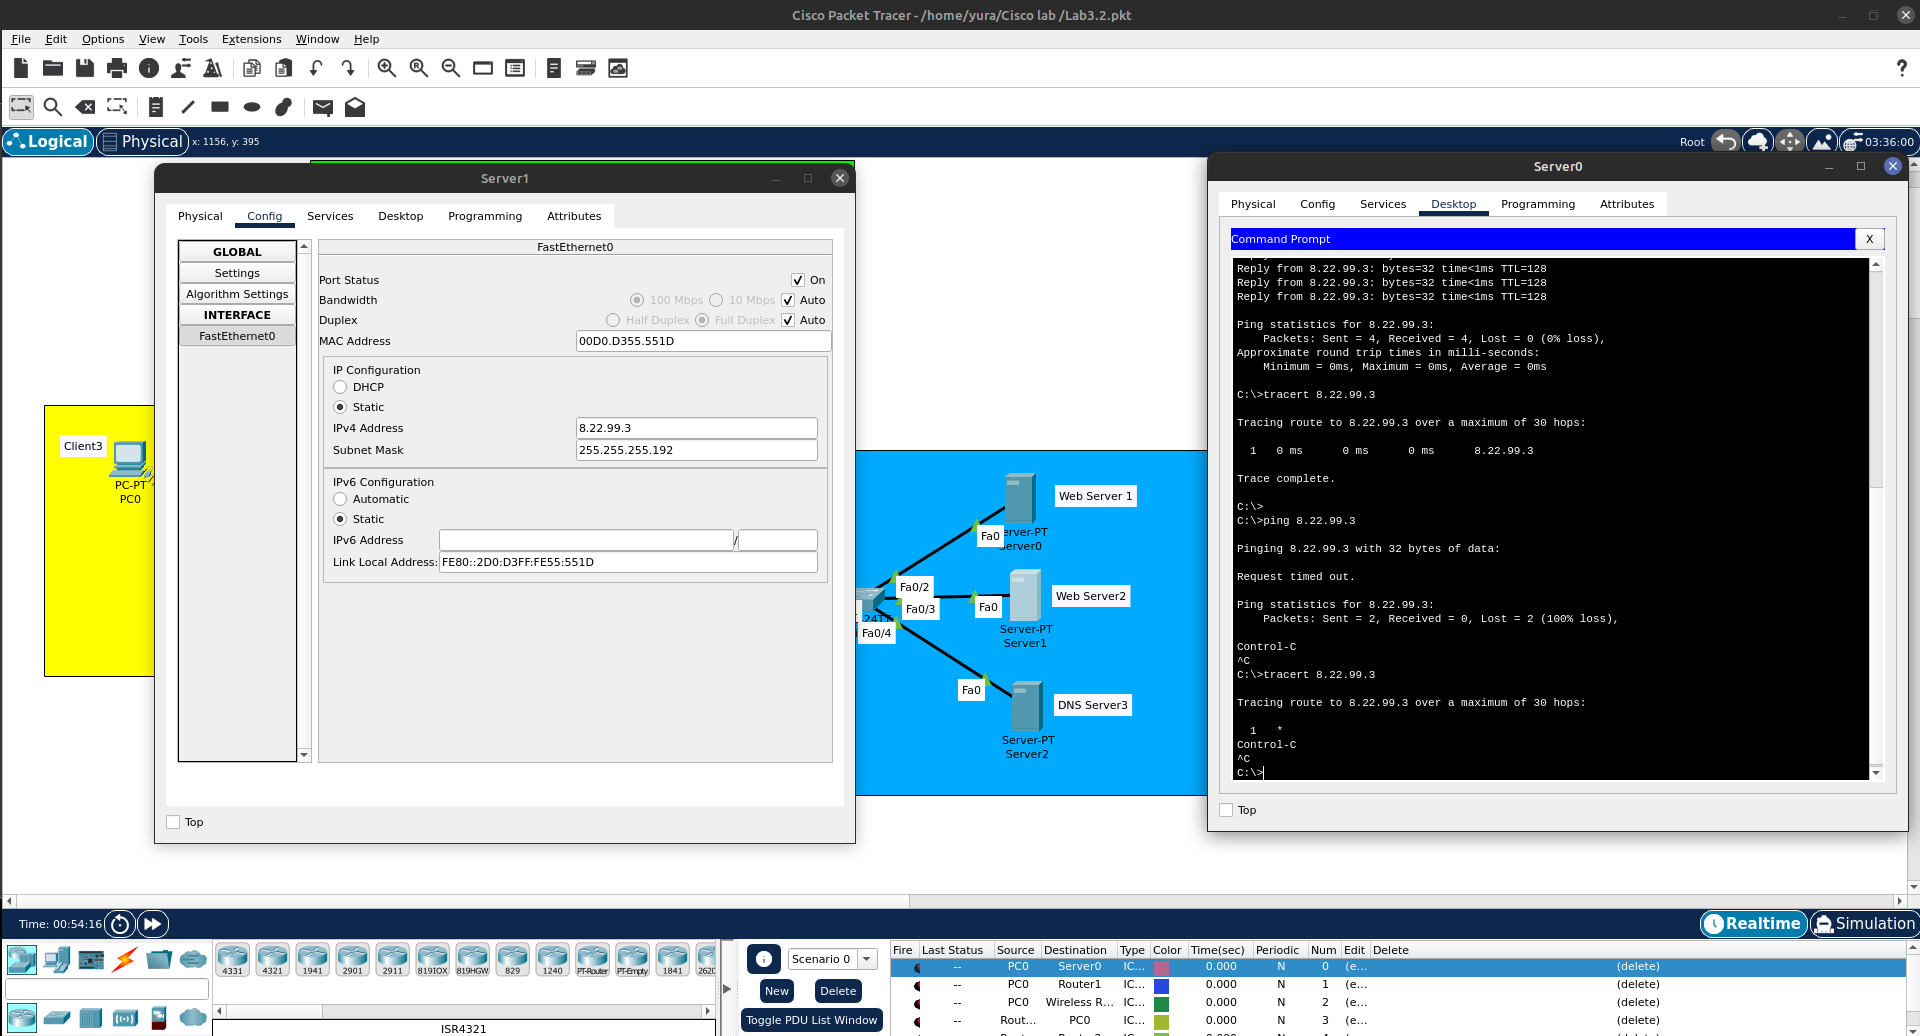 Cisco Packet Tracer - /home/yura/Cisco lab /Lab3.2.pkt
File Edit Options View Tools Extensions Window Help
Logical Physical x: 1156, y: 395 Root 03:36:00
Server1
Physical Config Services Desktop Programming Attributes
GLOBAL
Settings
Algorithm Settings
INTERFACE
FastEthernet0
FastEthernet0
Port Status On
Bandwidth 100 Mbps 10 Mbps Auto
Duplex Half Duplex Full Duplex Auto
MAC Address 00D0.D355.551D
IP Configuration
DHCP
Static
IPv4 Address 8.22.99.3
Subnet Mask 255.255.255.192
IPv6 Configuration
Automatic
Static
IPv6 Address /
Link Local Address: FE80::2D0:D3FF:FE55:551D
Top
Client3
PC-PT
PC0
Web Server 1
Fa0
Server0
Fa0/2
Web Server2
Fa0/3
Fa0
Fa0/4
Server-PT
Server1
Fa0
DNS Server3
Server-PT
Server2
Server0
Physical Config Services Desktop Programming Attributes
Command Prompt X
Reply from 8.22.99.3: bytes=32 time<1ms TTL=128
Reply from 8.22.99.3: bytes=32 time<1ms TTL=128
Reply from 8.22.99.3: bytes=32 time<1ms TTL=128
Ping statistics for 8.22.99.3:
Packets: Sent = 4, Received = 4, Lost = 0 (0% loss),
Approximate round trip times in milli-seconds:
Minimum = 0ms, Maximum = 0ms, Average = 0ms
C:\>tracert 8.22.99.3
Tracing route to 8.22.99.3 over a maximum of 30 hops:
1 0 ms 0 ms 0 ms 8.22.99.3
Trace complete.
C:\>
C:\>ping 8.22.99.3
Pinging 8.22.99.3 with 32 bytes of data:
Request timed out.
Ping statistics for 8.22.99.3:
Packets: Sent = 2, Received = 0, Lost = 2 (100% loss),
Control-C
^C
C:\>tracert 8.22.99.3
Tracing route to 8.22.99.3 over a maximum of 30 hops:
1 *
Control-C
^C
C:\>
Top
Time: 00:54:16 Realtime Simulation
4331 4321 1941 2901 2911 819IOX 819HGW 829 1240 PT-Router PT-Empty 1841 2620
ISR4321
Scenario 0
New Delete
Toggle PDU List Window
Fire Last Status Source Destination Type Color Time(sec) Periodic Num Edit Delete
-- PC0 Server0 IC... 0.000 N 0 (e... (delete)
-- PC0 Router1 IC... 0.000 N 1 (e... (delete)
-- PC0 Wireless R... IC... 0.000 N 2 (e... (delete)
-- Rout... PC0 IC... 0.000 N 3 (e... (delete)